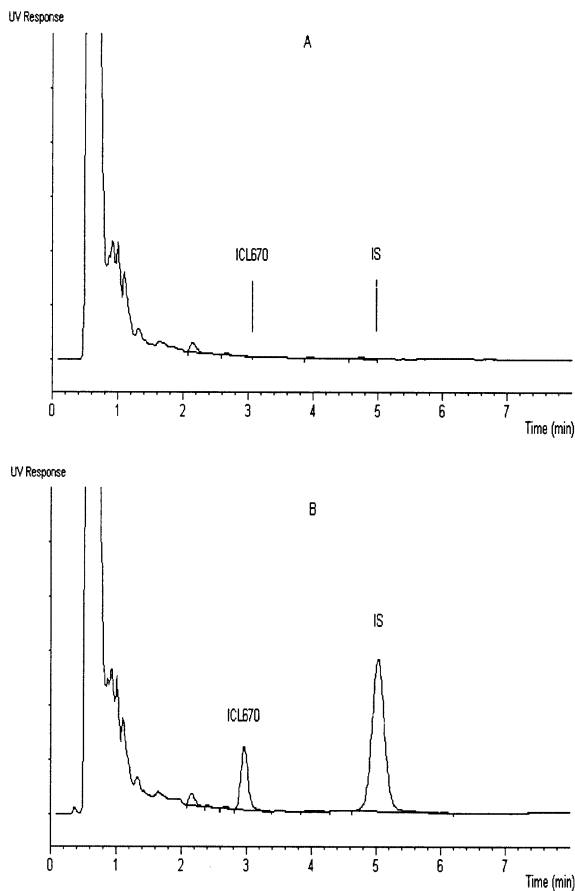 UV Response
A
ICL670 IS
0 1 2 3 4 5 6 7
Time (min)
UV Response
B
IS
ICL670
0 1 2 3 4 5 6 7
Time (min)